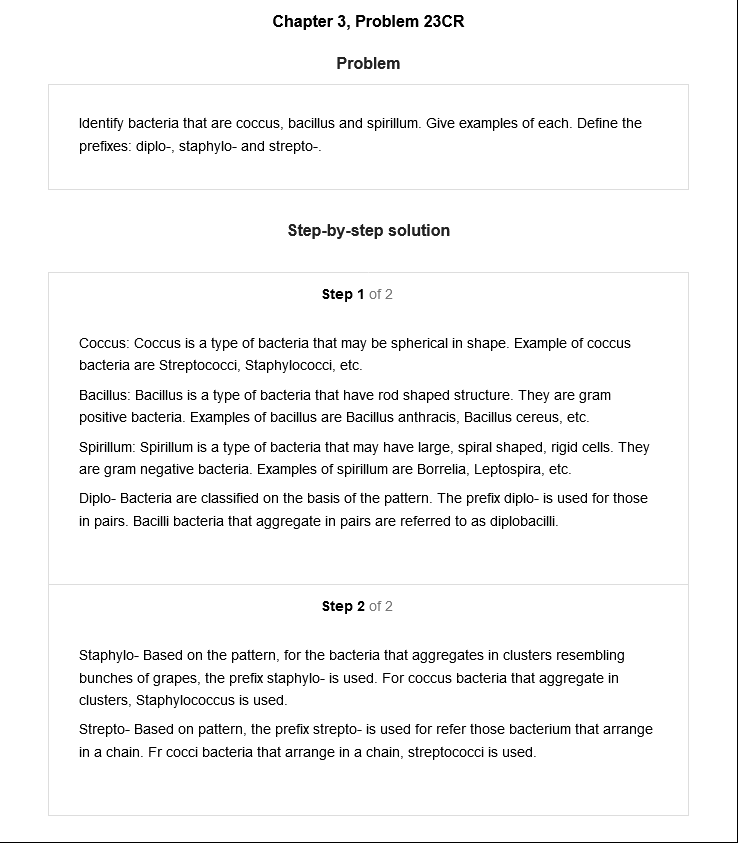 Chapter 3, Problem 23CR
Problem
Identify bacteria that are coccus, bacillus and spirillum. Give examples of each. Define the
prefixes: diplo-, staphylo- and strepto-.
Step-by-step solution
Step 1 of 2
Coccus: Coccus is a type of bacteria that may be spherical in shape. Example of coccus
bacteria are Streptococci, Staphylococci, etc.
Bacillus: Bacillus is a type of bacteria that have rod shaped structure. They are gram
positive bacteria. Examples of bacillus are Bacillus anthracis, Bacillus cereus, etc.
Spirillum: Spirillum is a type of bacteria that may have large, spiral shaped, rigid cells. They
are gram negative bacteria. Examples of spirillum are Borrelia, Leptospira, etc.
Diplo- Bacteria are classified on the basis of the pattern. The prefix diplo- is used for those
in pairs. Bacilli bacteria that aggregate in pairs are referred to as diplobacilli.
Step 2 of 2
Staphylo- Based on the pattern, for the bacteria that aggregates in clusters resembling
bunches of grapes, the prefix staphylo- is used. For coccus bacteria that aggregate in
clusters, Staphylococcus is used.
Strepto- Based on pattern, the prefix strepto- is used for refer those bacterium that arrange
in a chain. Fr cocci bacteria that arrange in a chain, streptococci is used.